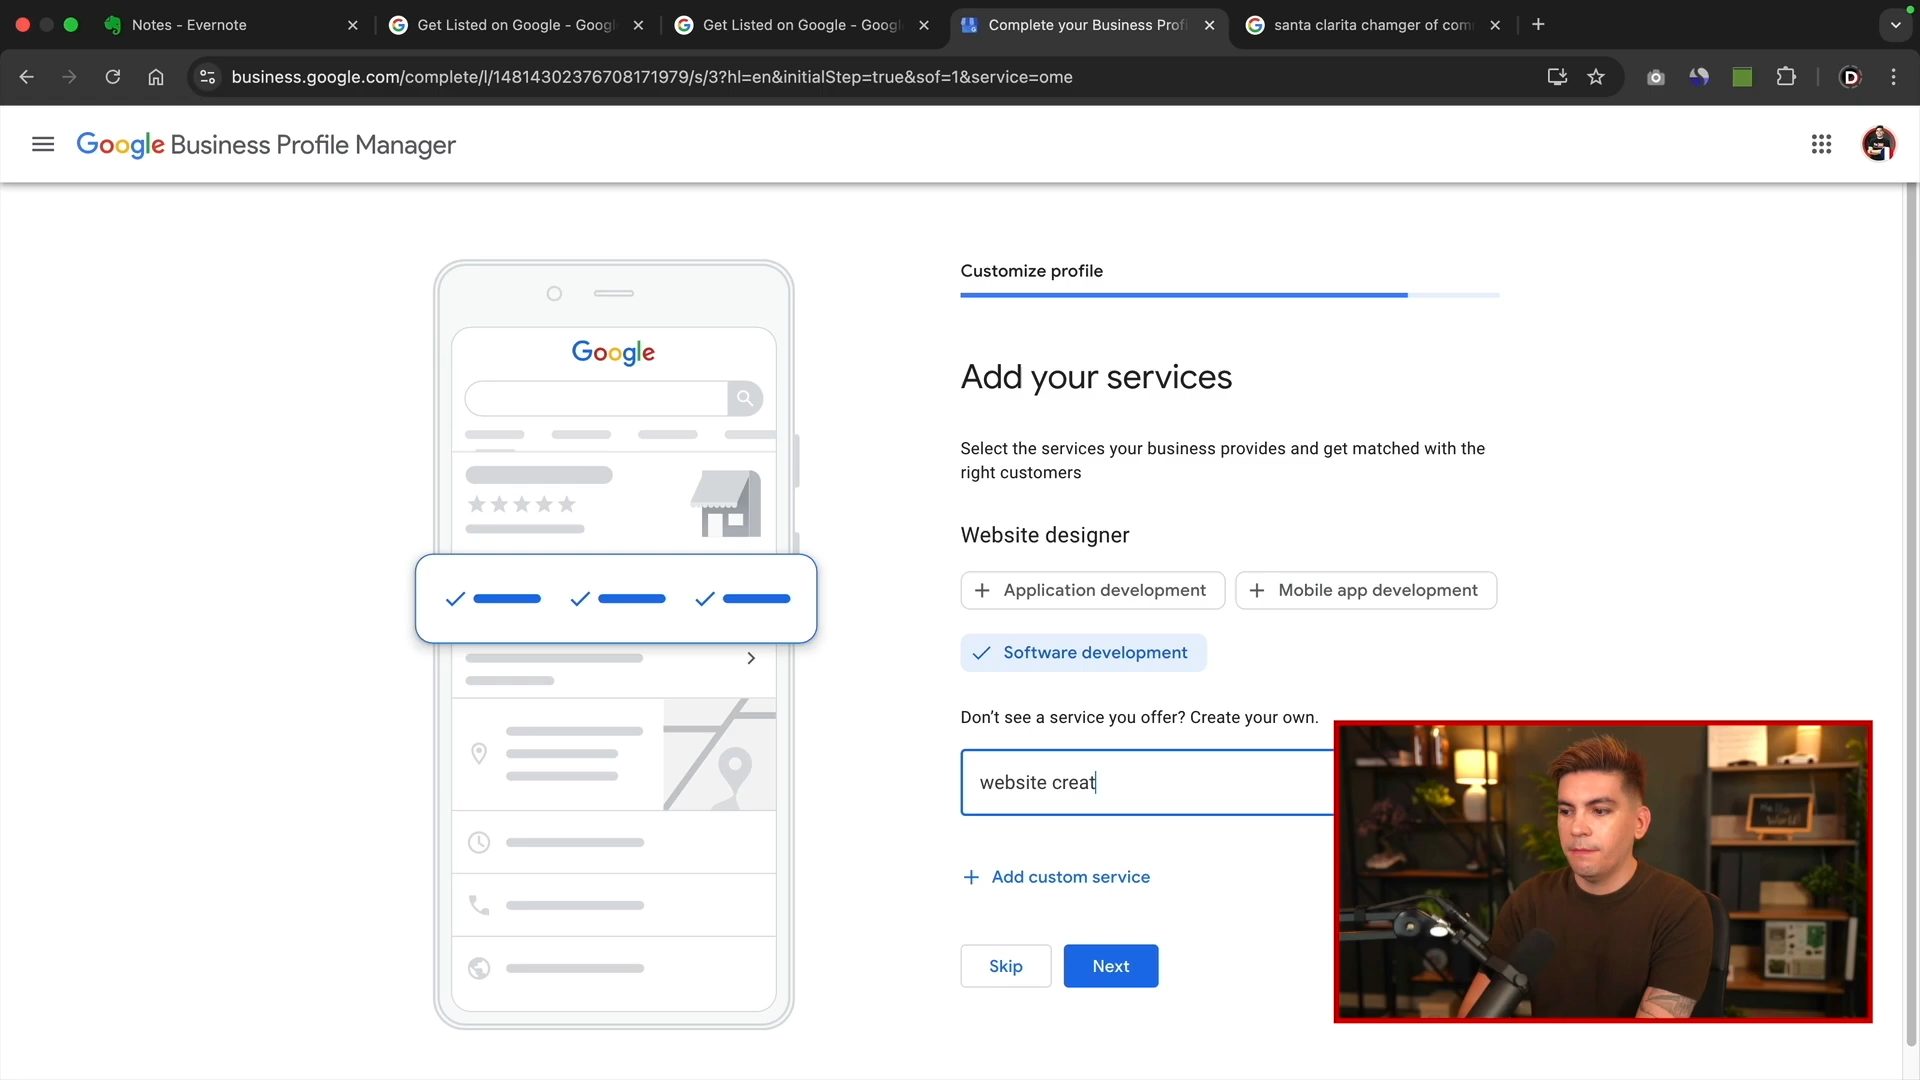 Notes - Evernote
Get Listed on Google - Googl
Get Listed on Google - Googl
Complete your Business Profi
santa clarita chamger of com
business.google.com/complete/l/14814302376708171979/s/3?hl=en&initialStep=true&sof=1&service=ome
D
Google Business Profile Manager
Google
Customize profile
Add your services
Select the services your business provides and get matched with the
right customers
Website designer
Application development
Mobile app development
Software development
Don’t see a service you offer? Create your own.
website creat
Add custom service
Skip
Next
Hello
World!